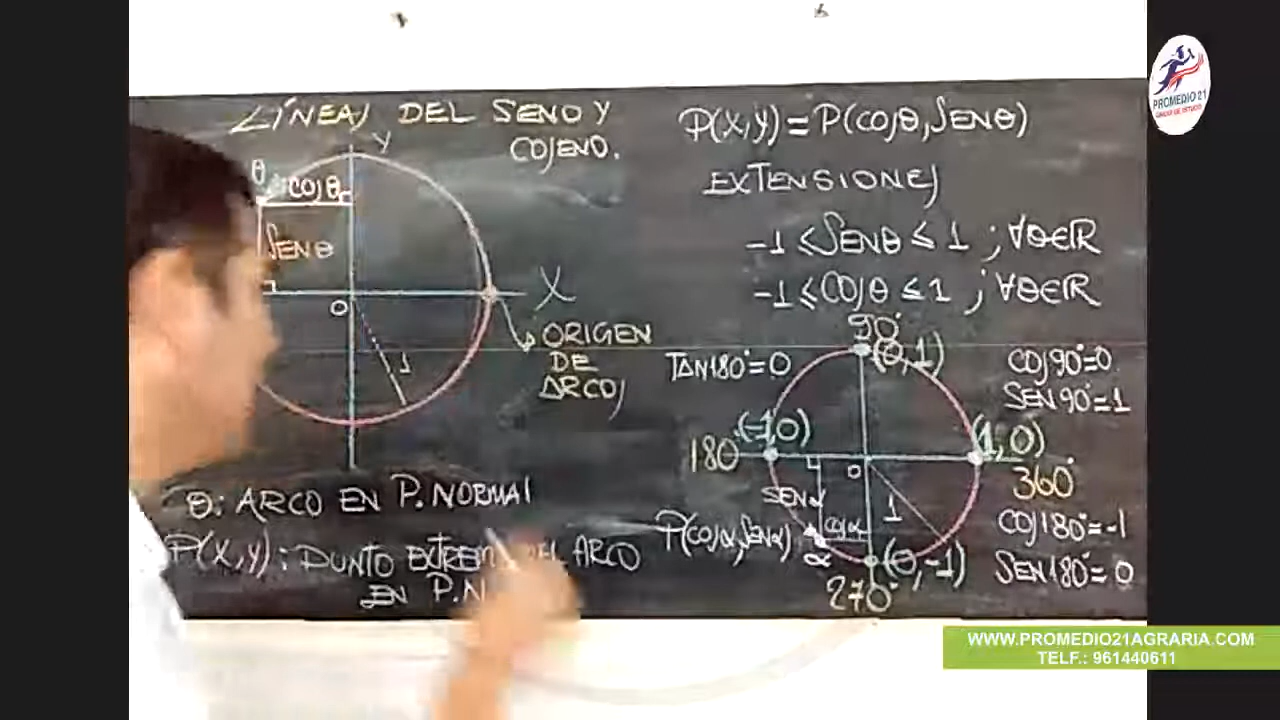 LÍNEAS DEL SENO Y
COSENO.
Y
θ
COSθ
SENθ
O
X
1
ORIGEN
DE
ARCOS
θ: ARCO EN P. NORMAL
P(X,Y): PUNTO EXTREMO DEL ARCO
EN P.N
P(X,Y) = P(COSθ, SENθ)
EXTENSIONES
-1 ≤ SENθ ≤ 1 ; ∀θ∈ℝ
-1 ≤ COSθ ≤ 1 ; ∀θ∈ℝ
90°
(0,1)
TAN180°=0
COS90°=0
SEN90°=1
(-1,0)
(1,0)
180°
O
360°
SENα
1
COS180°=-1
P(COSα,SENα)
COSα
α
(0,-1)
SEN180°=0
270°
PROMEDIO 21
WWW.PROMEDIO21AGRARIA.COM
TELF.: 961440611